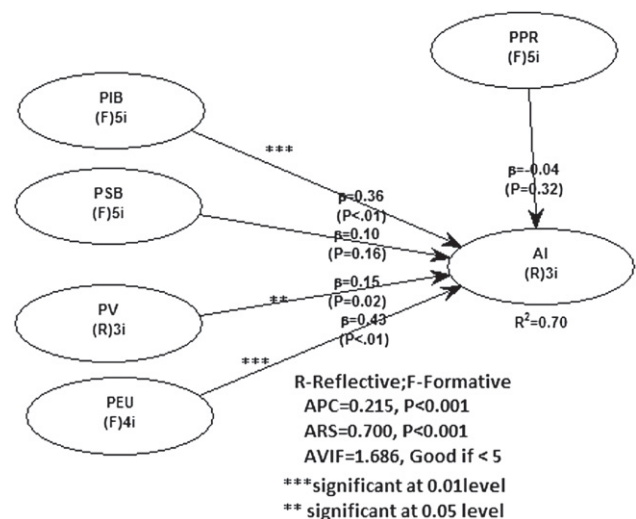 PPR
(F)5i
PIB
(F)5i
***
PSB
(F)5i
β=-0.04
(P=0.32)
β=0.36
(P<.01)
β=0.10
(P=0.16)
AI
(R)3i
R²=0.70
PV
(R)3i
**
β=0.15
(P=0.02)
β=0.43
(P<.01)
***
PEU
(F)4i
R-Reflective;F-Formative
APC=0.215, P<0.001
ARS=0.700, P<0.001
AVIF=1.686, Good if < 5
***significant at 0.01level
** significant at 0.05 level